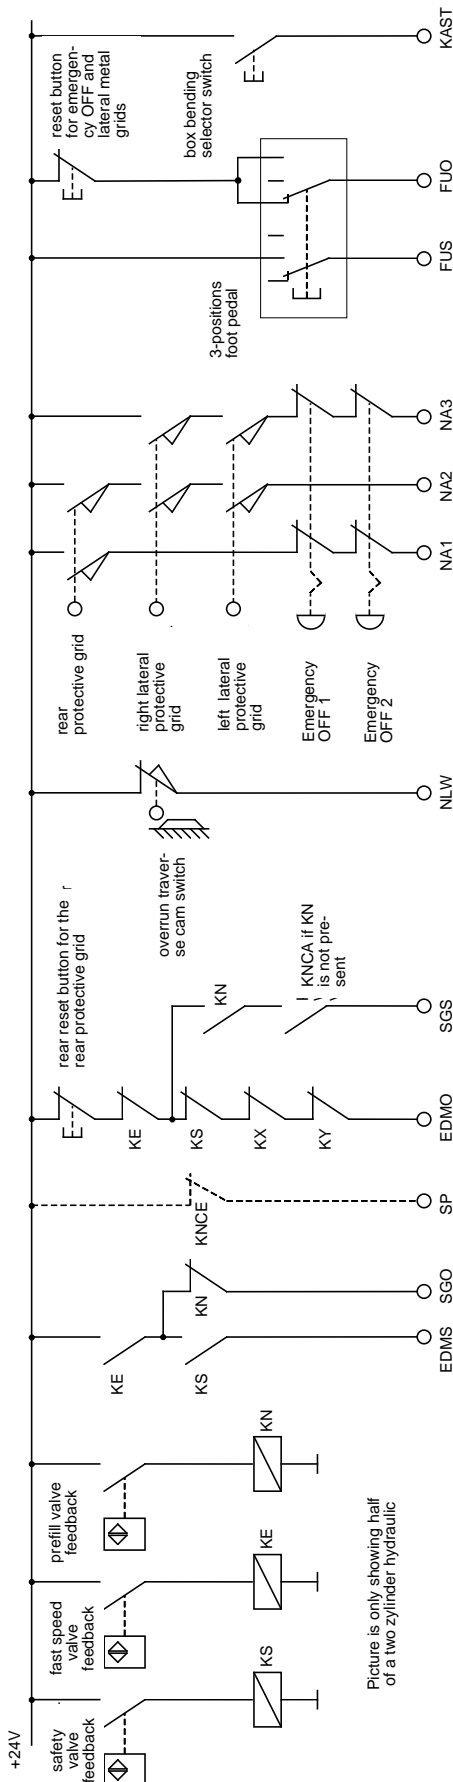 +24V
safety
valve
feedback
fast speed
valve
feedback
prefill valve
feedback
KS
KE
KN
Picture is only showing half
of a two zylinder hydraulic
KE
KS
KN
EDMS
SGO
KNCE
SP
rear reset button for the
rear protective grid
KE
KS
KX
KY
KN
KNCA if KN
is not pre-
sent
EDMO
SGS
overrun traver-
se cam switch
NLW
rear
protective grid
right lateral
protective
grid
left lateral
protective
grid
Emergency
OFF 1
Emergency
OFF 2
NA1
NA2
NA3
3-positions
foot pedal
FUS
FUO
reset button
for emergen-
cy OFF and
lateral metal
grids
box bending
selector switch
KAST